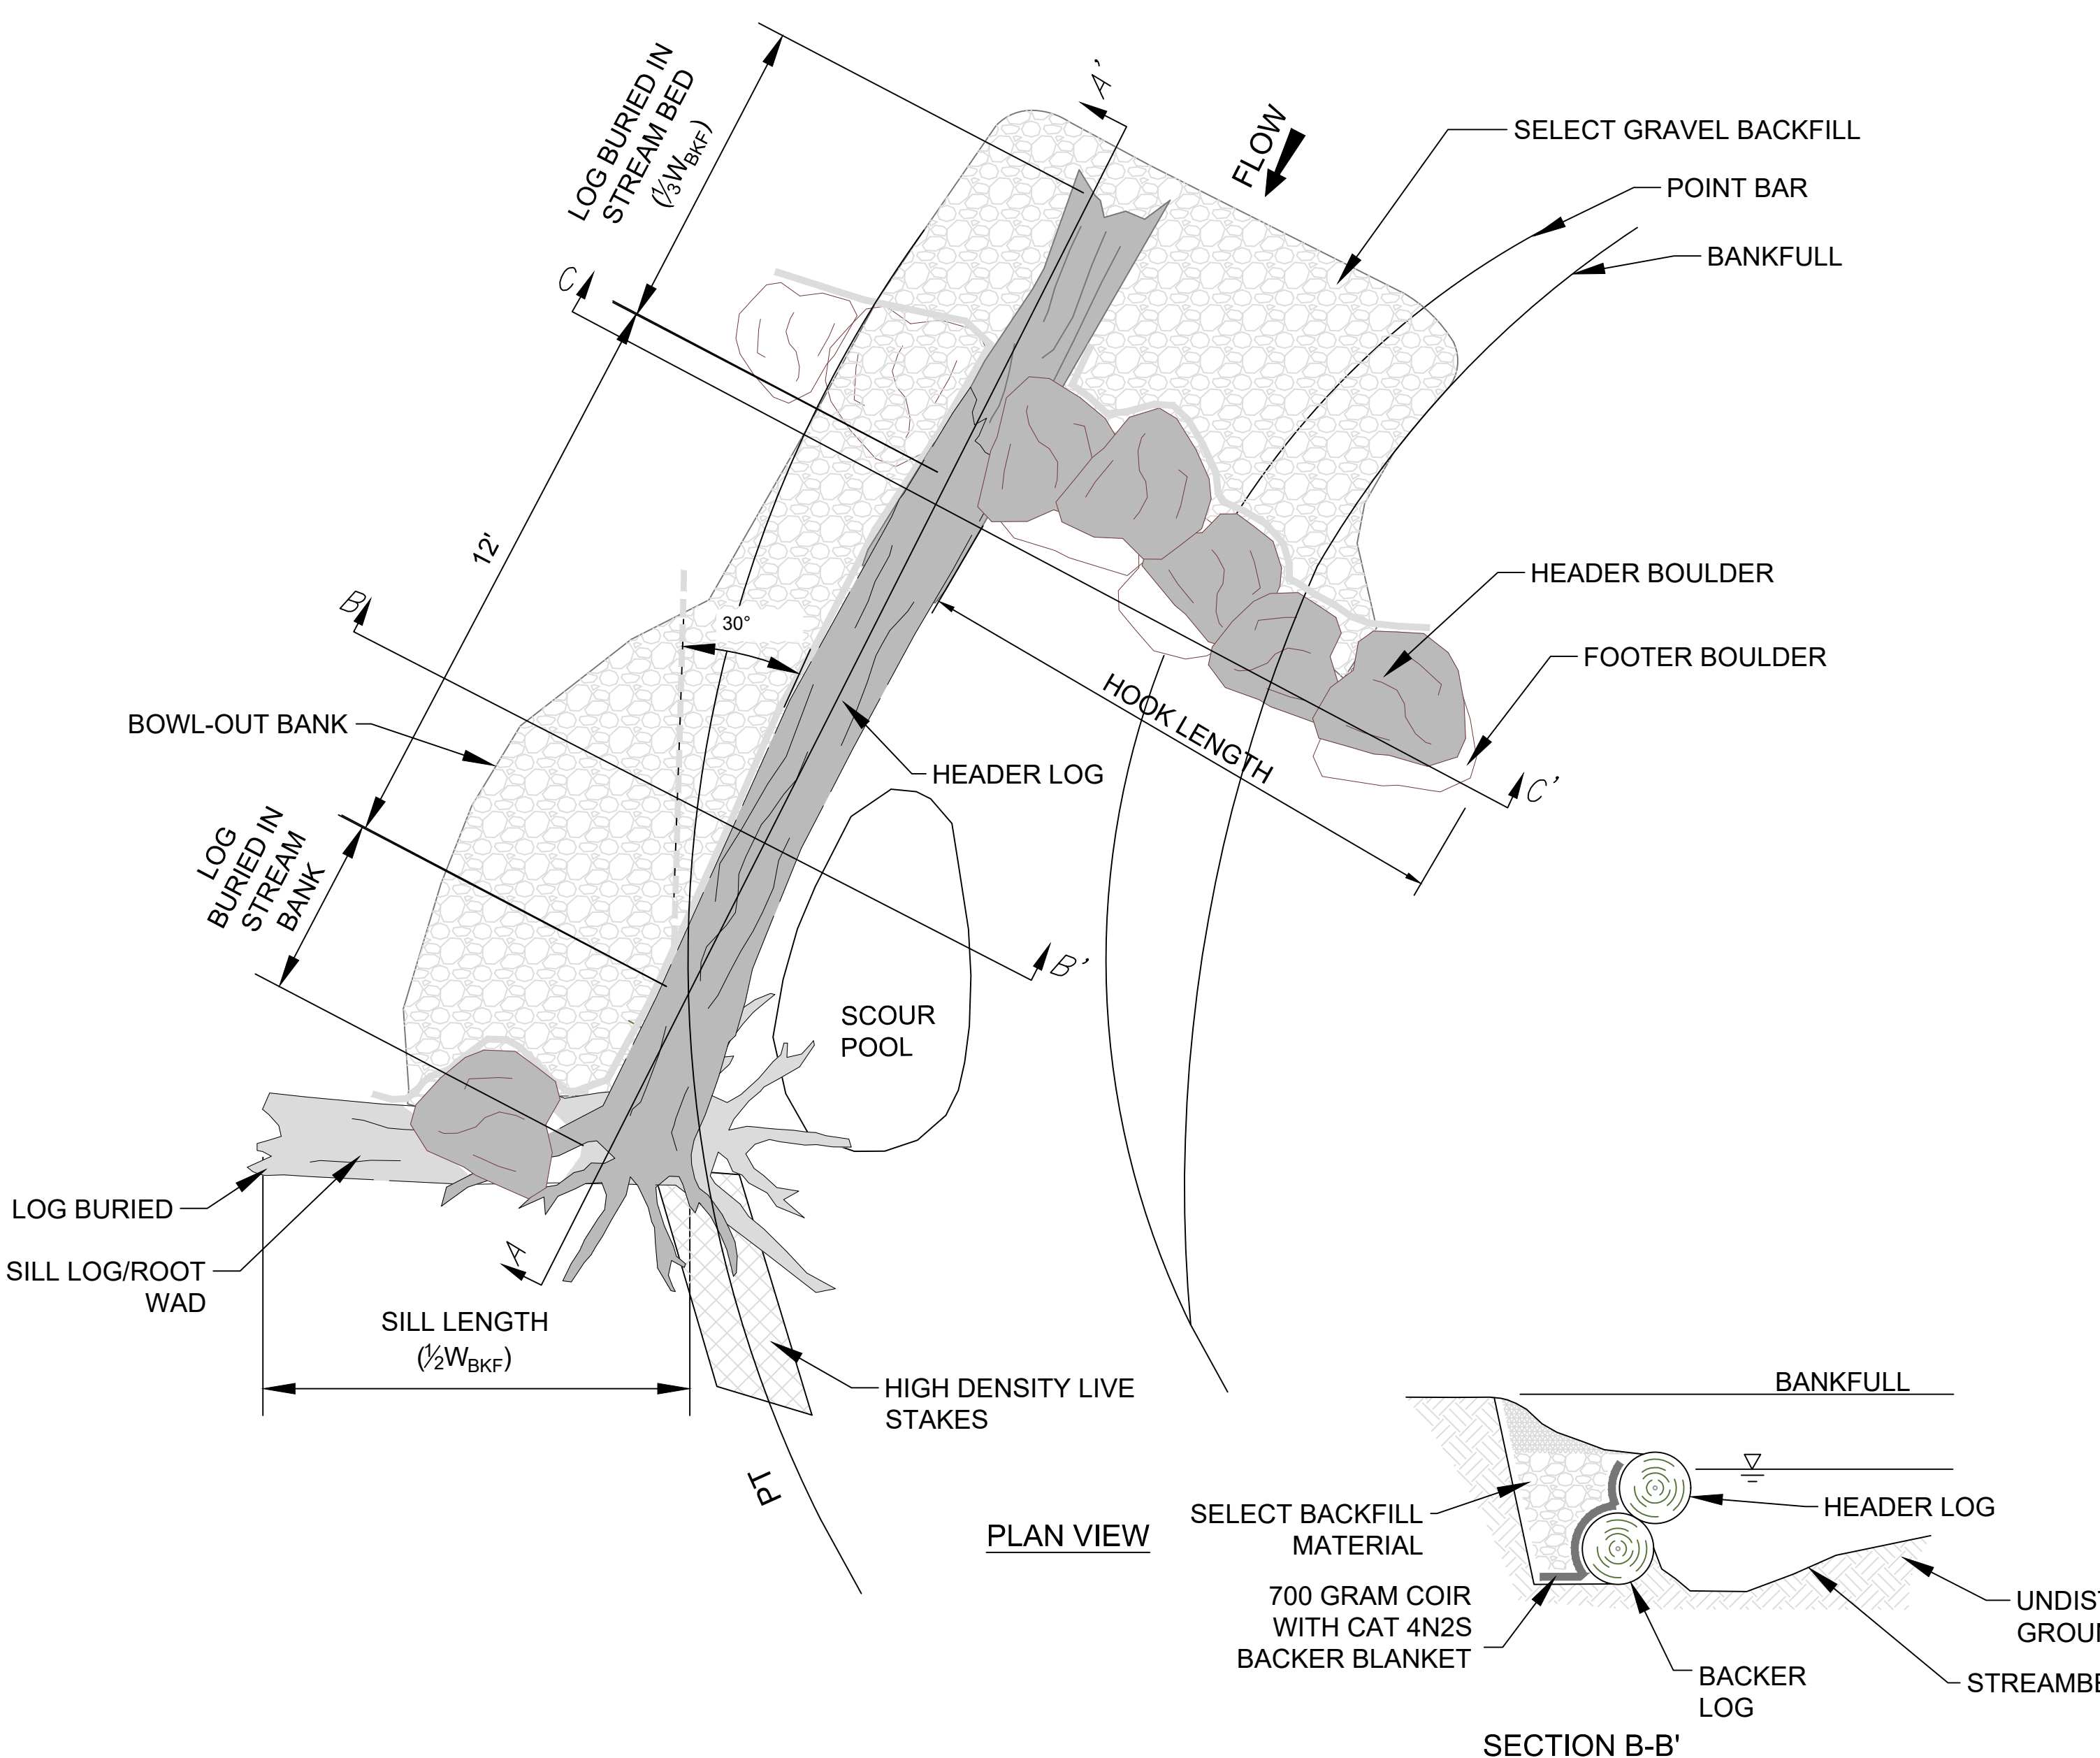 LOG BURIED IN
STREAM BED
(⅓WBKF)
A'
FLOW
SELECT GRAVEL BACKFILL
POINT BAR
BANKFULL
C
12'
B
30°
HEADER BOULDER
FOOTER BOULDER
HOOK LENGTH
BOWL-OUT BANK
HEADER LOG
C'
LOG
BURIED IN
STREAM
BANK
B'
SCOUR
POOL
LOG BURIED
SILL LOG/ROOT
WAD
A
SILL LENGTH
(½WBKF)
HIGH DENSITY LIVE
STAKES
PT
PLAN VIEW
BANKFULL
SELECT BACKFILL
MATERIAL
HEADER LOG
700 GRAM COIR
WITH CAT 4N2S
BACKER BLANKET
UNDIST
GROUN
BACKER
LOG
STREAMBE
SECTION B-B'